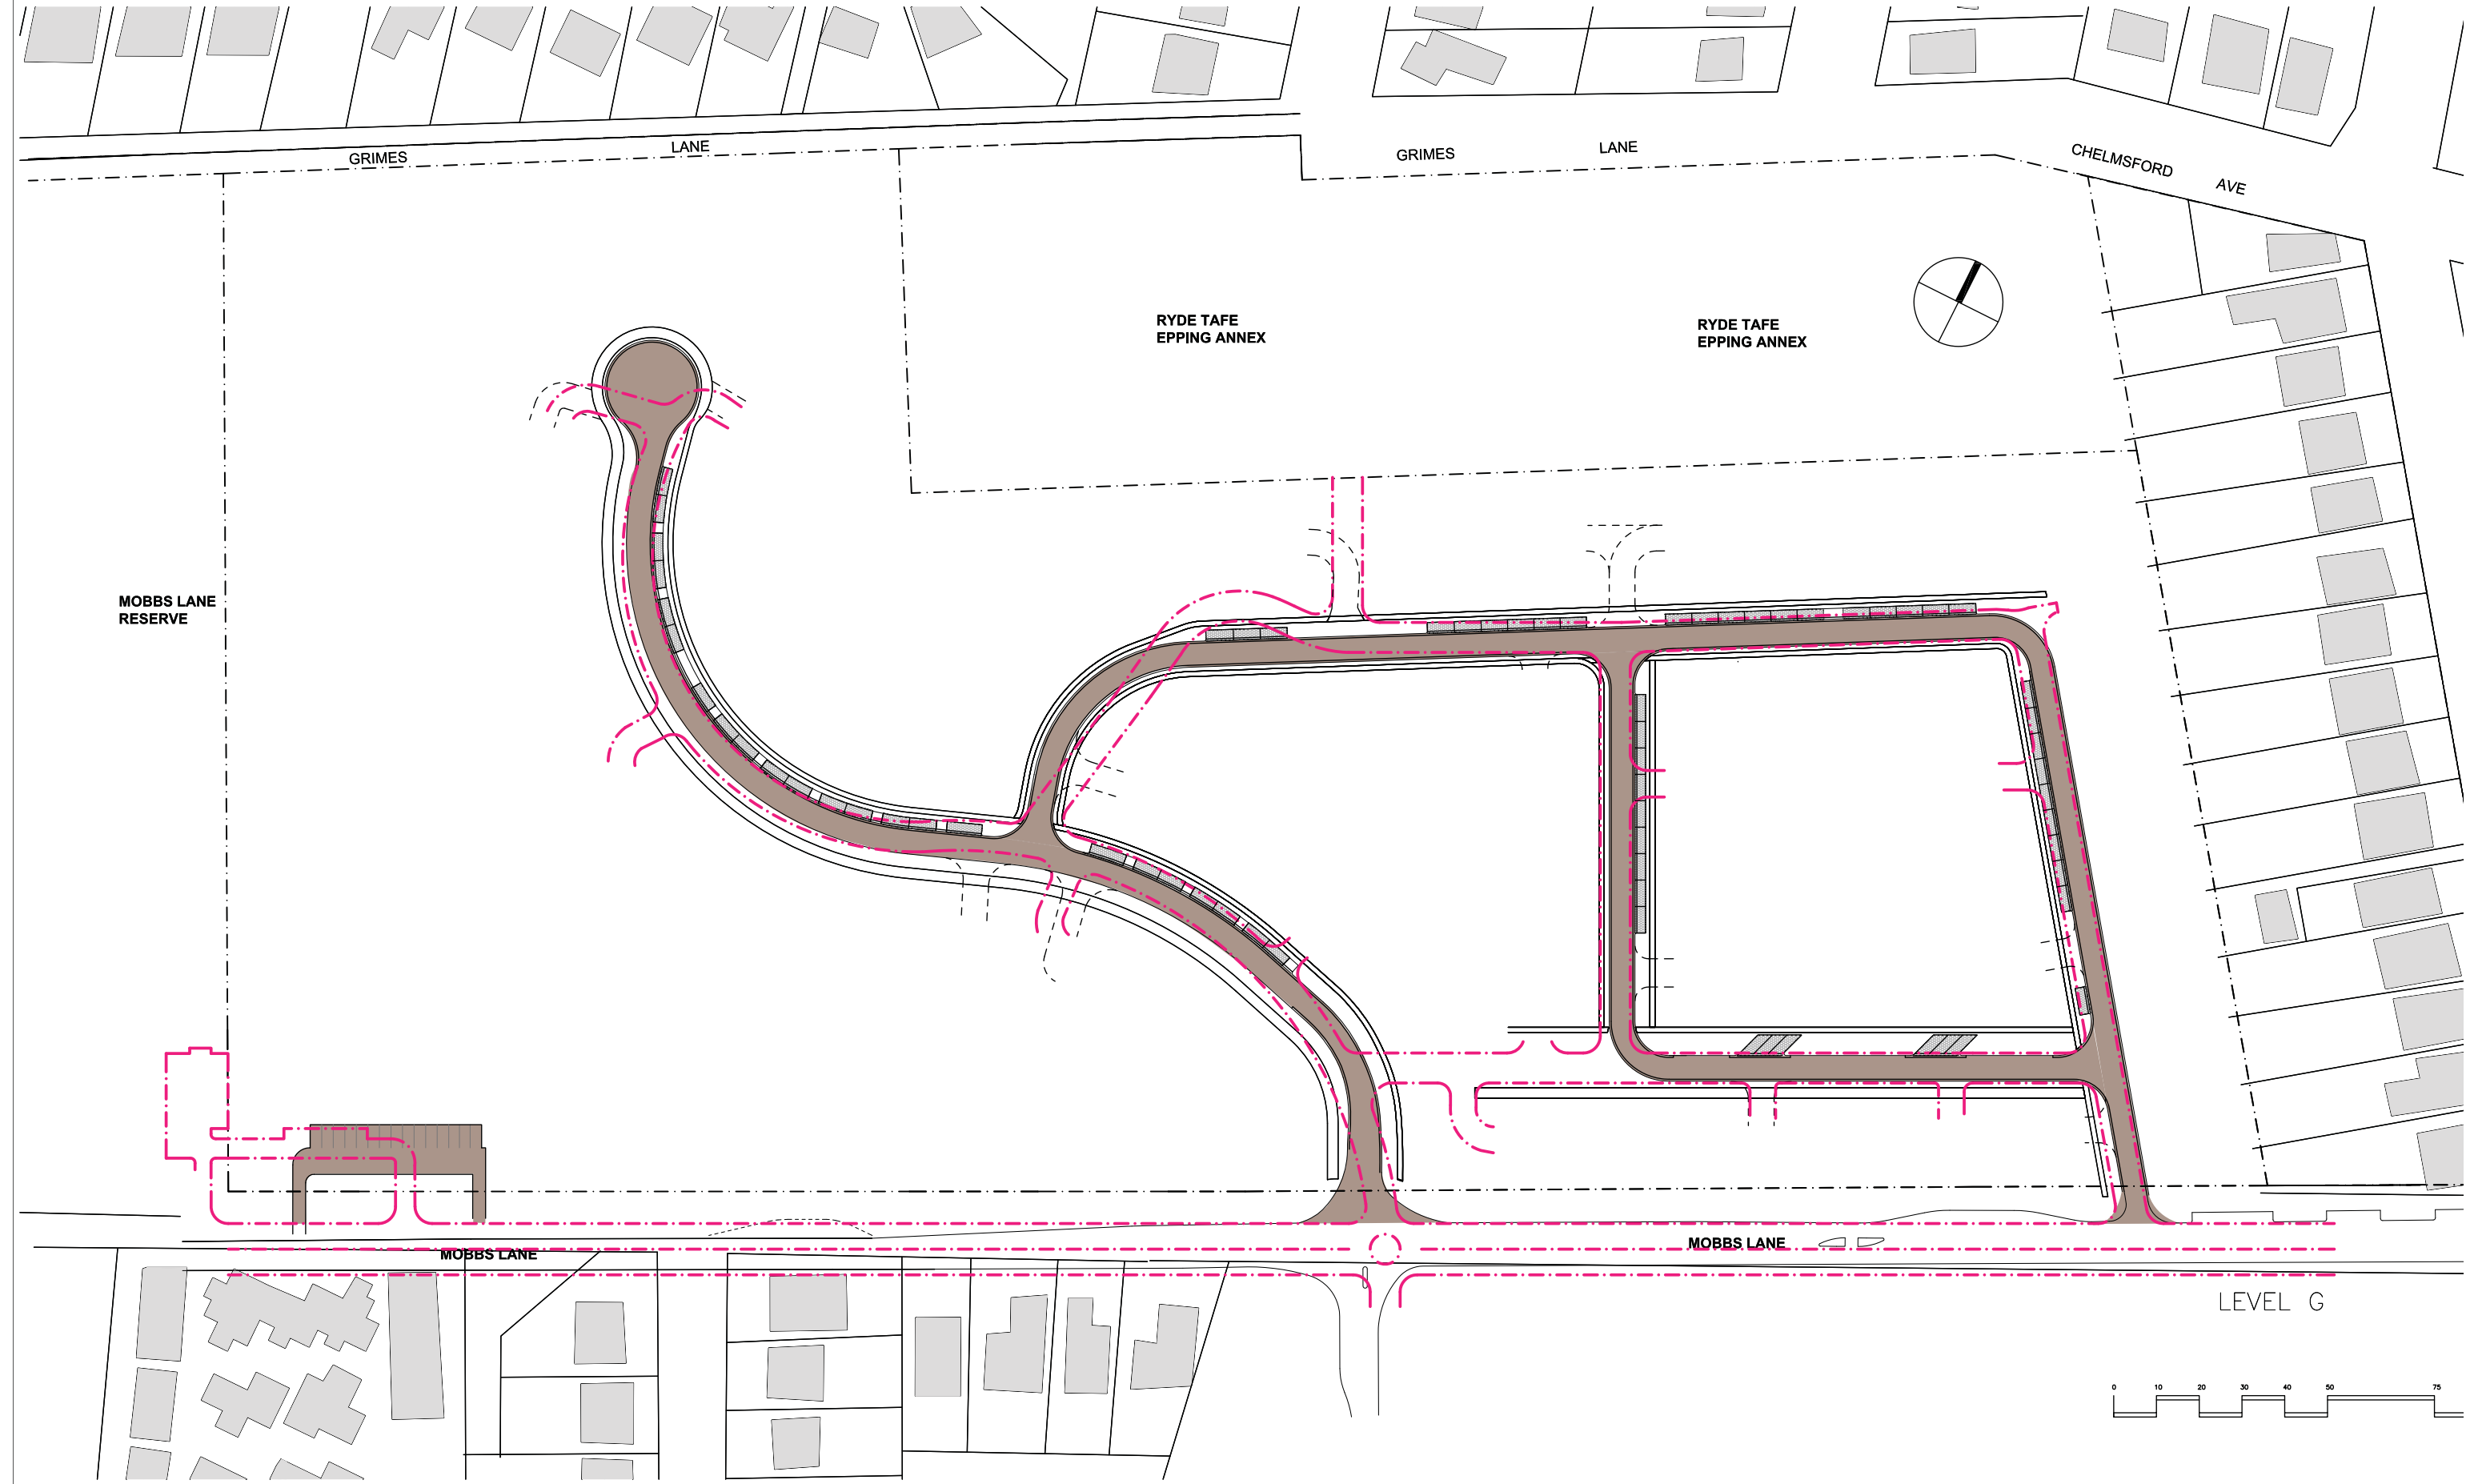 GRIMES LANE
GRIMES LANE
CHELMSFORD AVE
RYDE TAFE
EPPING ANNEX
RYDE TAFE
EPPING ANNEX
MOBBS LANE
RESERVE
MOBBS LANE
MOBBS LANE
LEVEL G
0 10 20 30 40 50 75